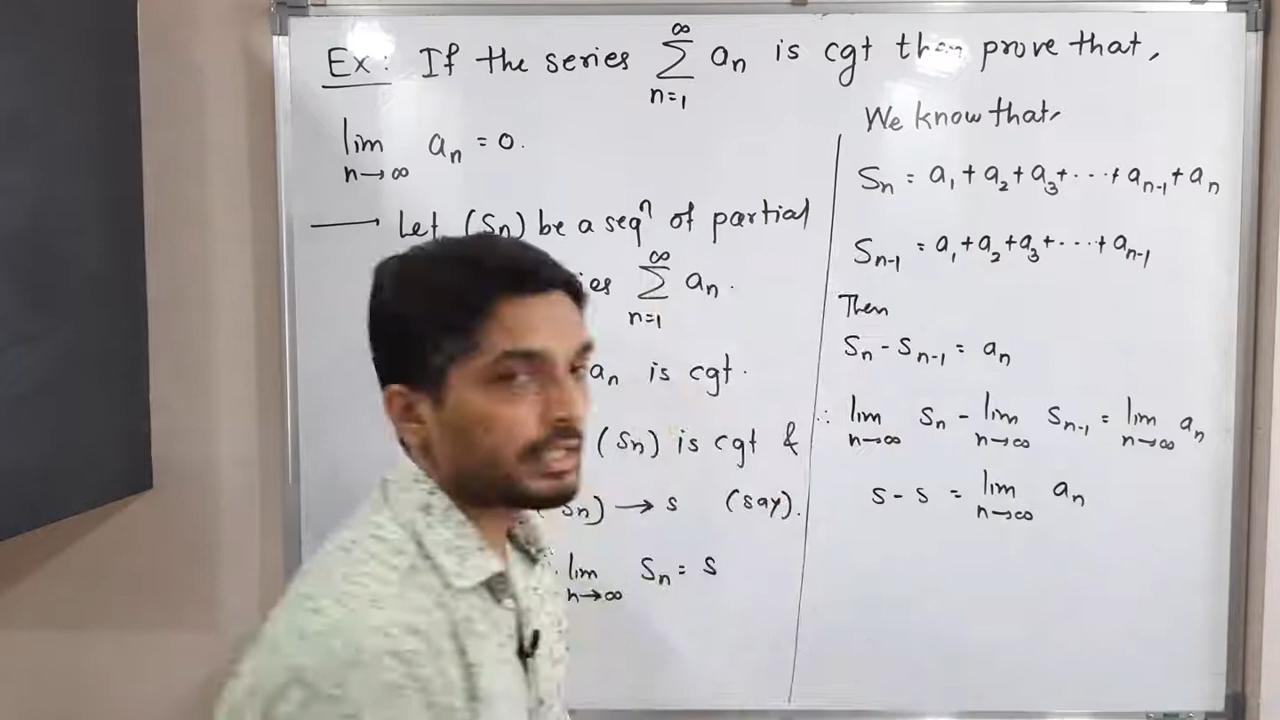 Ex: If the series ∑_{n=1}^{∞} a_n is cgt then prove that,
lim_{n→∞} a_n = 0.
⟶ Let (S_n) be a seqⁿ of partial
∑_{n=1}^{∞} a_n.
a_n is cgt.
(S_n) is cgt &
S_n) → s (say).
∴ lim_{n→∞} S_n = s
We know that,
S_n = a_1 + a_2 + a_3 + ··· + a_{n-1} + a_n
S_{n-1} = a_1 + a_2 + a_3 + ···· + a_{n-1}
Then
S_n - S_{n-1} = a_n
∴ lim_{n→∞} S_n - lim_{n→∞} S_{n-1} = lim_{n→∞} a_n
s - s = lim_{n→∞} a_n